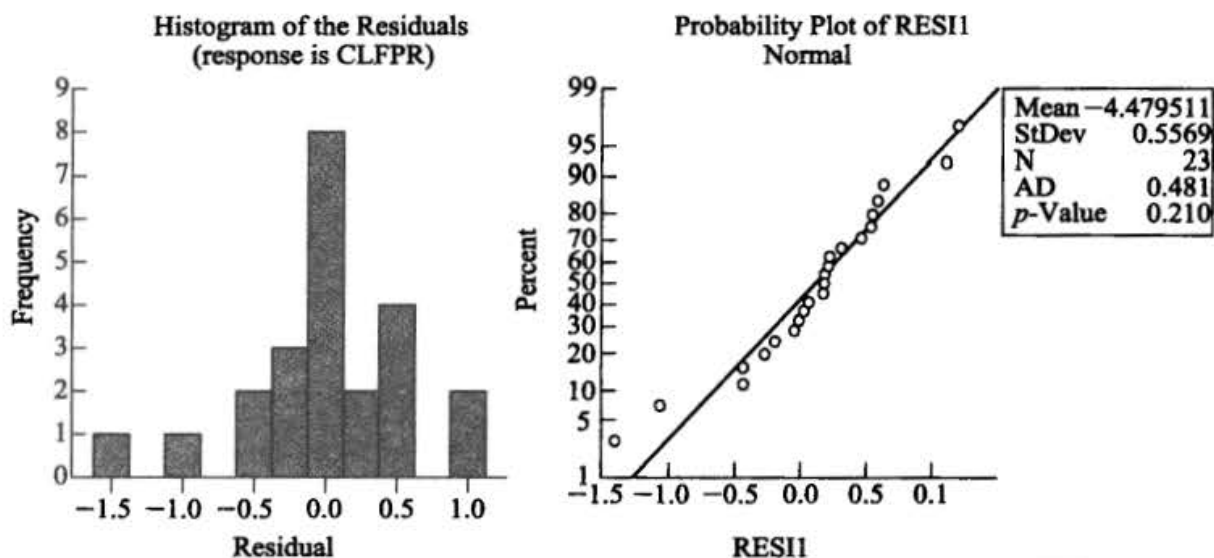 Histogram of the Residuals
(response is CLFPR)
9
8
7
6
5
4
3
2
1
0
Frequency
−1.5 −1.0 −0.5 0.0 0.5 1.0
Residual
Probability Plot of RESI1
Normal
99
95
90
80
70
60
50
40
30
20
10
5
1
Percent
−1.5 −1.0 −0.5 0.0 0.5 0.1
RESI1
Mean −4.479511
StDev 0.5569
N 23
AD 0.481
p-Value 0.210